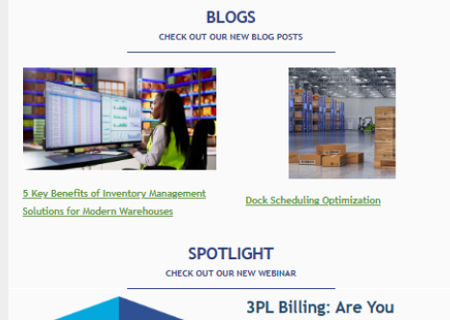 BLOGS
CHECK OUT OUR NEW BLOG POSTS
5 Key Benefits of Inventory Management
Solutions for Modern Warehouses
Dock Scheduling Optimization
SPOTLIGHT
CHECK OUT OUR NEW WEBINAR
3PL Billing: Are You